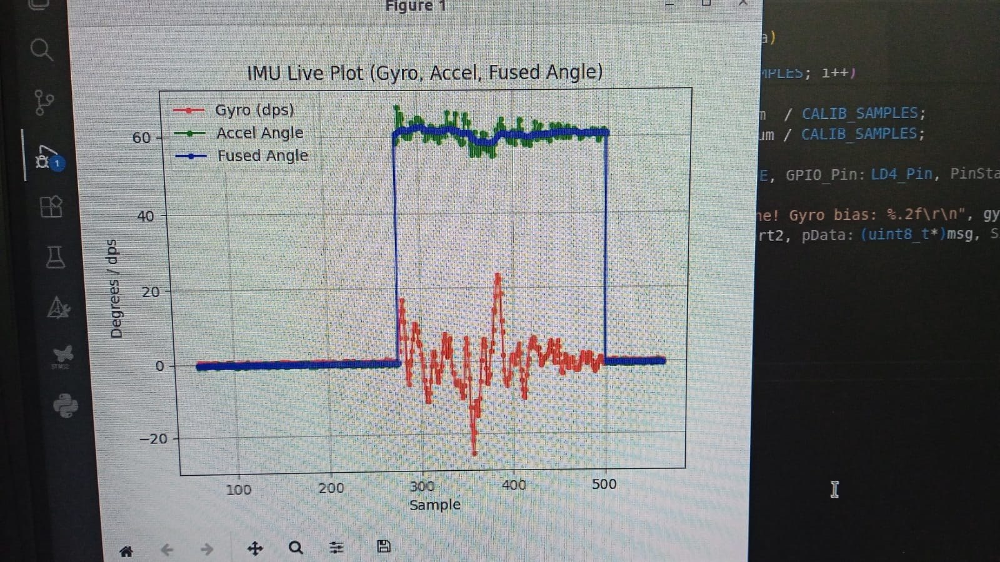 Figure 1
IMU Live Plot (Gyro, Accel, Fused Angle)
Gyro (dps)
Accel Angle
Fused Angle
Degrees / dps
60
40
20
0
−20
100
200
300
400
500
Sample
1
STM32
a)
MPLES; i++)
/ CALIB_SAMPLES;
um / CALIB_SAMPLES;
E, GPIO_Pin: LD4_Pin, PinSta
ne! Gyro bias: %.2f\r\n", gy
rt2, pData: (uint8_t*)msg, S